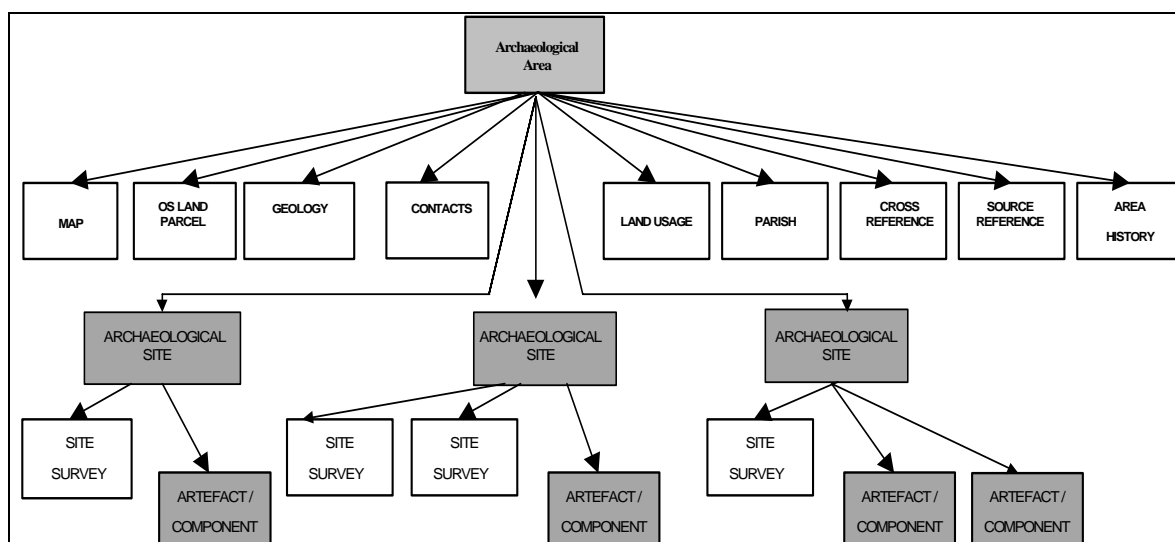 Archaeological
Area
MAP
OS LAND
PARCEL
GEOLOGY
CONTACTS
LAND USAGE
PARISH
CROSS
REFERENCE
SOURCE
REFERENCE
AREA
HISTORY
ARCHAEOLOGICAL
SITE
ARCHAEOLOGICAL
SITE
ARCHAEOLOGICAL
SITE
SITE
SURVEY
ARTEFACT /
COMPONENT
SITE
SURVEY
SITE
SURVEY
ARTEFACT /
COMPONENT
SITE
SURVEY
ARTEFACT /
COMPONENT
ARTEFACT /
COMPONENT